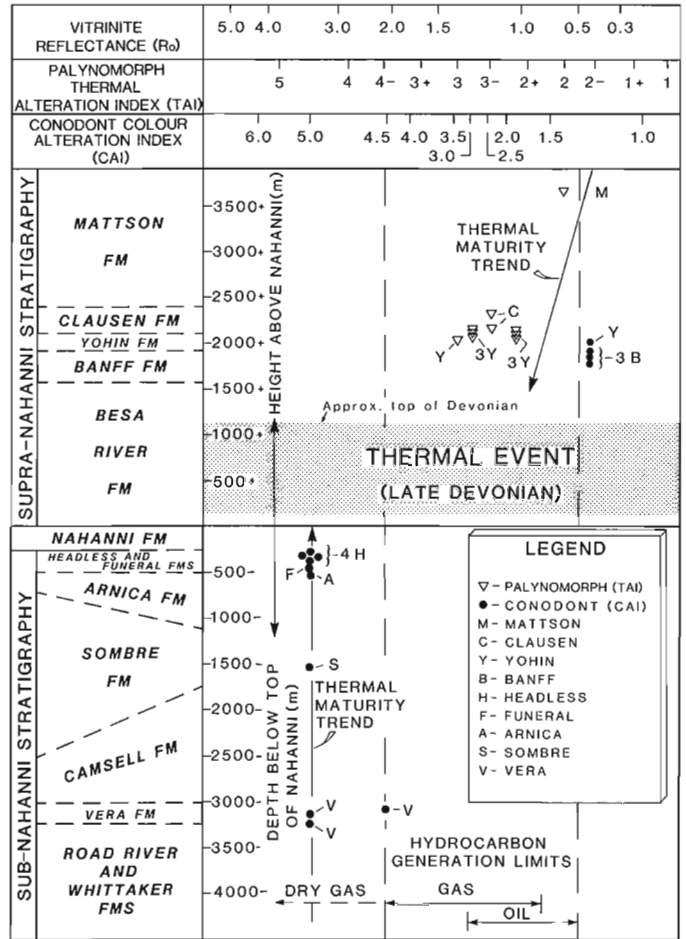 VITRINITE
REFLECTANCE (Ro)
5.0 4.0 3.0 2.0 1.5 1.0 0.5 0.3
PALYNOMORPH
THERMAL
ALTERATION INDEX (TAI)
5 4 4- 3+ 3 3- 2+ 2 2- 1+ 1
CONODONT COLOUR
ALTERATION INDEX
(CAI)
6.0 5.0 4.5 4.0 3.5 2.0 1.5 1.0
3.0 2.5
SUPRA-NAHANNI STRATIGRAPHY
MATTSON
FM
CLAUSEN FM
YOHIN FM
BANFF FM
BESA
RIVER
FM
3500+
3000+
2500+
2000+
1500+
1000+
500+
HEIGHT ABOVE NAHANNI(m)
M
THERMAL
MATURITY
TREND
C
Y
3Y
3Y
Y
-3 B
Approx. top of Devonian
THERMAL EVENT
(LATE DEVONIAN)
SUB-NAHANNI STRATIGRAPHY
NAHANNI FM
HEADLESS AND
FUNERAL FMS
ARNICA FM
SOMBRE
FM
CAMSELL FM
VERA FM
ROAD RIVER
AND
WHITTAKER
FMS
500-
1000-
1500-
2000-
2500-
3000-
3500-
4000-
DEPTH BELOW TOP
OF NAHANNI(m)
-4 H
F
A
-S
THERMAL
MATURITY
TREND
V
V
-V
HYDROCARBON
GENERATION LIMITS
DRY GAS
GAS
OIL
LEGEND
▽- PALYNOMORPH (TAI)
●- CONODONT (CAI)
M- MATTSON
C- CLAUSEN
Y- YOHIN
B- BANFF
H- HEADLESS
F- FUNERAL
A- ARNICA
S- SOMBRE
V- VERA